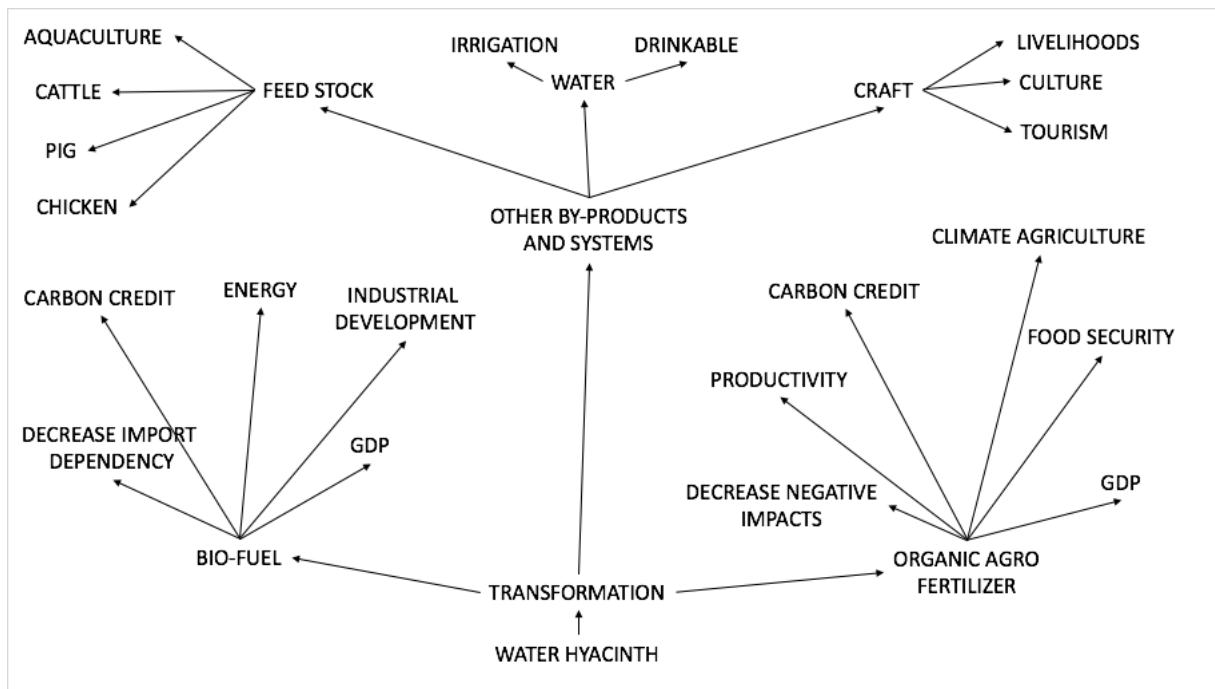 AQUACULTURE
CATTLE
PIG
CHICKEN
FEED STOCK
IRRIGATION
DRINKABLE
WATER
CRAFT
LIVELIHOODS
CULTURE
TOURISM
OTHER BY-PRODUCTS
AND SYSTEMS
CARBON CREDIT
ENERGY
INDUSTRIAL
DEVELOPMENT
DECREASE IMPORT
DEPENDENCY
GDP
BIO-FUEL
CLIMATE AGRICULTURE
CARBON CREDIT
FOOD SECURITY
PRODUCTIVITY
DECREASE NEGATIVE
IMPACTS
GDP
ORGANIC AGRO
FERTILIZER
TRANSFORMATION
WATER HYACINTH